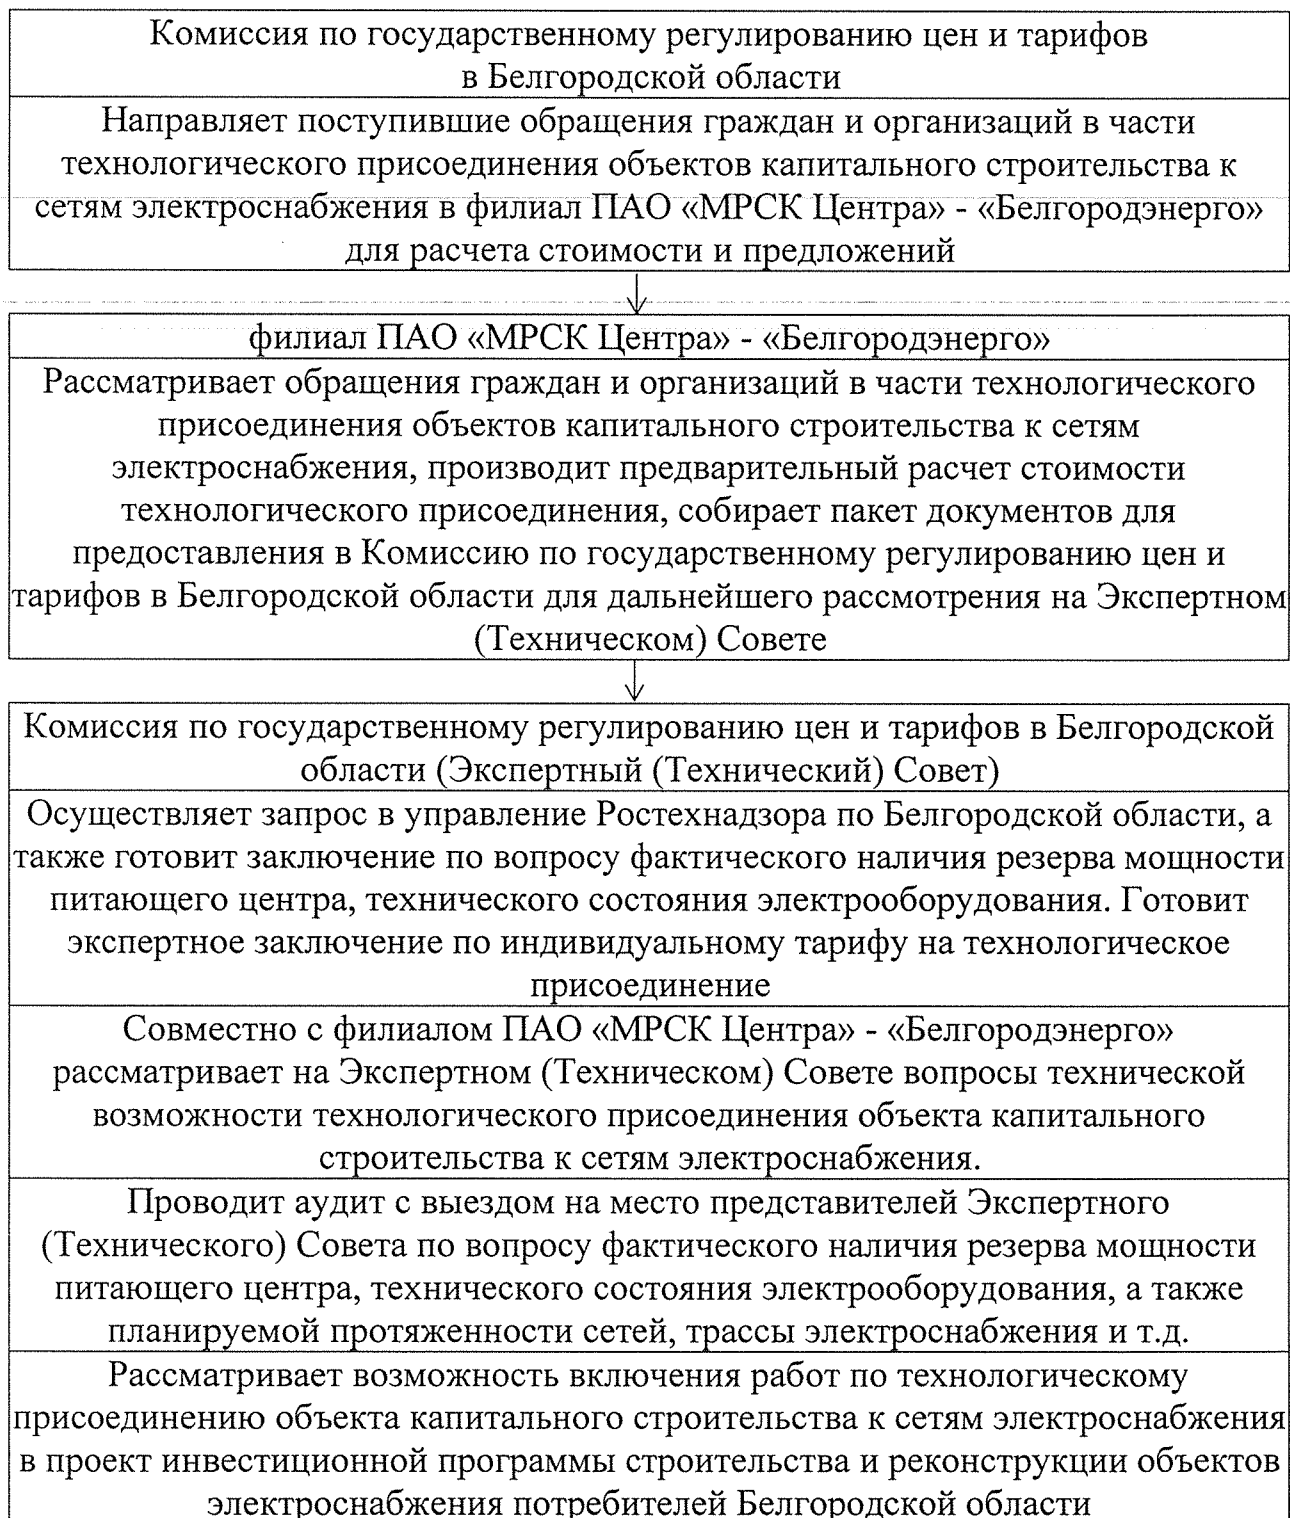 Комиссия по государственному регулированию цен и тарифов
в Белгородской области
Направляет поступившие обращения граждан и организаций в части
технологического присоединения объектов капитального строительства к
сетям электроснабжения в филиал ПАО «МРСК Центра» - «Белгородэнерго»
для расчета стоимости и предложений
филиал ПАО «МРСК Центра» - «Белгородэнерго»
Рассматривает обращения граждан и организаций в части технологического
присоединения объектов капитального строительства к сетям
электроснабжения, производит предварительный расчет стоимости
технологического присоединения, собирает пакет документов для
предоставления в Комиссию по государственному регулированию цен и
тарифов в Белгородской области для дальнейшего рассмотрения на Экспертном
(Техническом) Совете
Комиссия по государственному регулированию цен и тарифов в Белгородской
области (Экспертный (Технический) Совет)
Осуществляет запрос в управление Ростехнадзора по Белгородской области, а
также готовит заключение по вопросу фактического наличия резерва мощности
питающего центра, технического состояния электрооборудования. Готовит
экспертное заключение по индивидуальному тарифу на технологическое
присоединение
Совместно с филиалом ПАО «МРСК Центра» - «Белгородэнерго»
рассматривает на Экспертном (Техническом) Совете вопросы технической
возможности технологического присоединения объекта капитального
строительства к сетям электроснабжения.
Проводит аудит с выездом на место представителей Экспертного
(Технического) Совета по вопросу фактического наличия резерва мощности
питающего центра, технического состояния электрооборудования, а также
планируемой протяженности сетей, трассы электроснабжения и т.д.
Рассматривает возможность включения работ по технологическому
присоединению объекта капитального строительства к сетям электроснабжения
в проект инвестиционной программы строительства и реконструкции объектов
электроснабжения потребителей Белгородской области